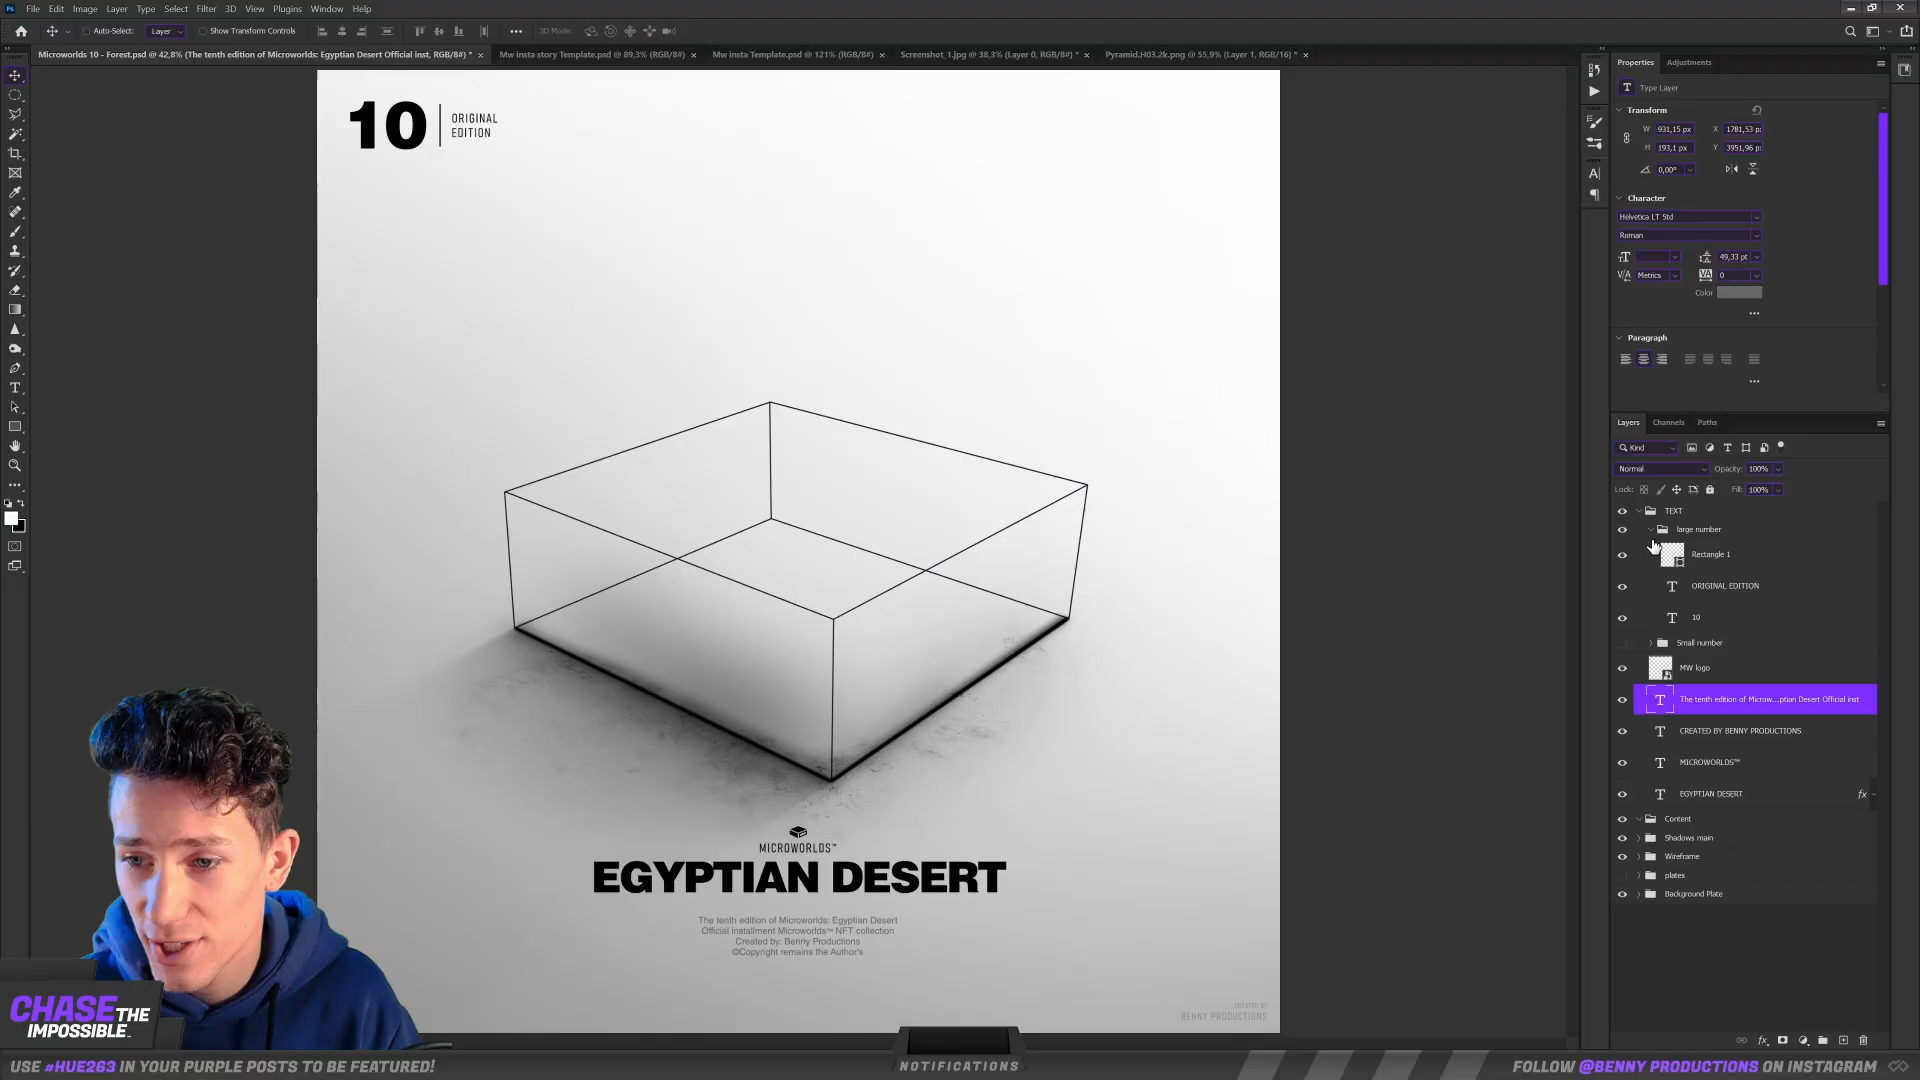 Ps File Edit Image Layer Type Select Filter 3D View Plugins Window Help
Auto-Select: Layer Show Transform Controls 3D Mode:
Microworlds 10 - Forest.psd @ 42,8% (The tenth edition of Microworlds: Egyptian Desert Official inst, RGB/8#) * Mw insta story Template.psd @ 89,3% (RGB/8#) Mw insta Template.psd @ 121% (RGB/8#) Screenshot_1.jpg @ 38,3% (Layer 0, RGB/8#) * Pyramid.H03.2k.png @ 55,9% (Layer 1, RGB/16) *
10
ORIGINAL
EDITION
MICROWORLDS™
EGYPTIAN DESERT
The tenth edition of Microworlds: Egyptian Desert
Official installment Microworlds™ NFT collection
Created by: Benny Productions
©Copyright remains the Author's
CREATED BY
BENNY PRODUCTIONS
Properties Adjustments
T Type Layer
Transform
W 931,15 px X 1781,53 p
H 193,1 px Y 3951,96 p
0,00°
Character
Helvetica LT Std
Roman
49,33 pt
Metrics 0
Color
Paragraph
Layers Channels Paths
Kind
Normal Opacity: 100%
Lock: Fill: 100%
TEXT
large number
Rectangle 1
T ORIGINAL EDITION
T 10
Small number
MW logo
T The tenth edition of Microw...ptian Desert Official inst
T CREATED BY BENNY PRODUCTIONS
T MICROWORLDS™
T EGYPTIAN DESERT fx
Content
Shadows main
Wireframe
plates
Background Plate
fx
CHASE THE
IMPOSSIBLE
USE #HUE263 IN YOUR PURPLE POSTS TO BE FEATURED!
NOTIFICATIONS
FOLLOW @BENNY PRODUCTIONS ON INSTAGRAM